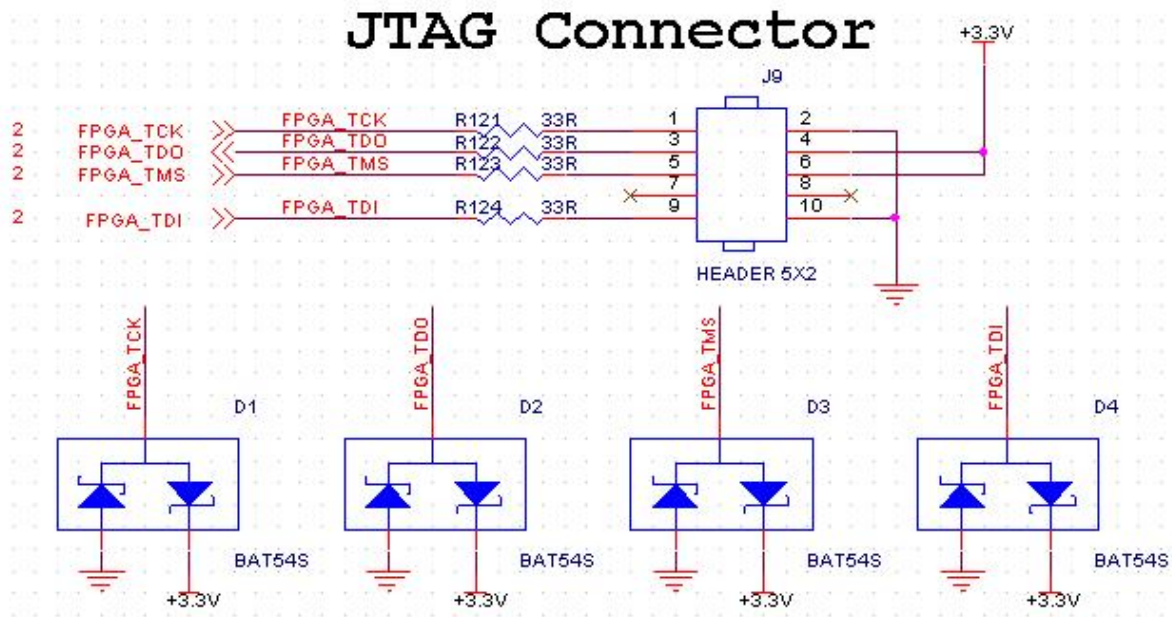 JTAG Connector
+3.3V
J9
2 FPGA_TCK FPGA_TCK R121 33R 1 2
2 FPGA_TDO FPGA_TDO R122 33R 3 4
2 FPGA_TMS FPGA_TMS R123 33R 5 6
7 8
2 FPGA_TDI FPGA_TDI R124 33R 9 10
HEADER 5X2
FPGA_TCK FPGA_TDO FPGA_TMS FPGA_TDI
D1 D2 D3 D4
BAT54S BAT54S BAT54S BAT54S
+3.3V +3.3V +3.3V +3.3V